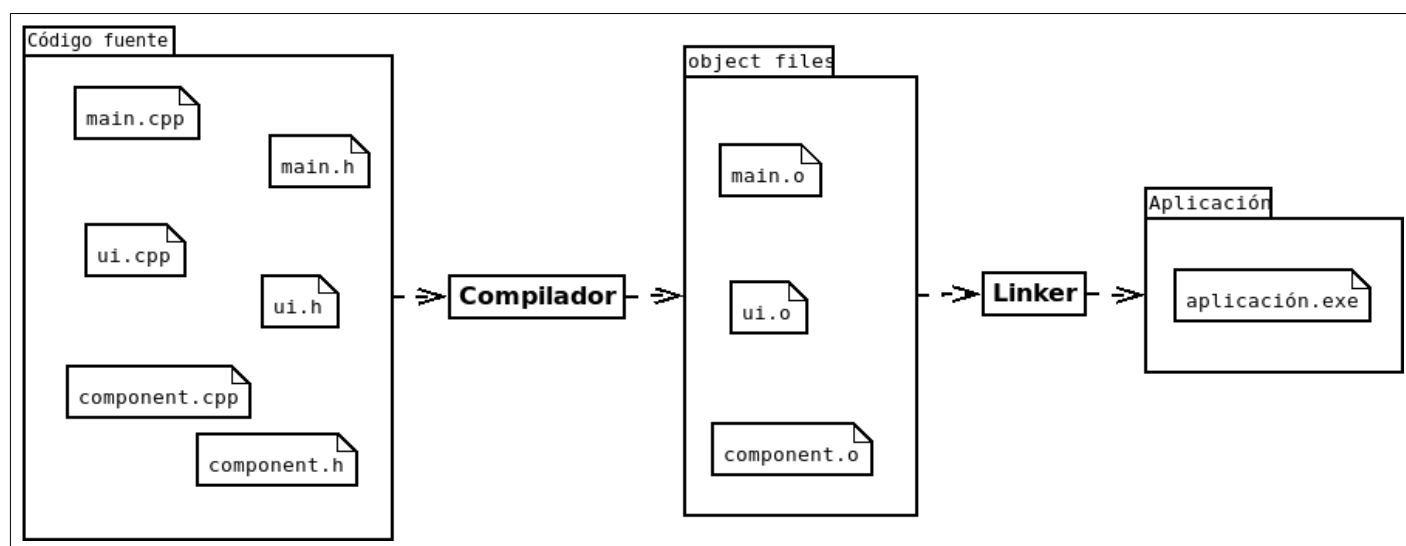 Código fuente
main.cpp
main.h
ui.cpp
ui.h
component.cpp
component.h
Compilador
object files
main.o
ui.o
component.o
Linker
Aplicación
aplicación.exe